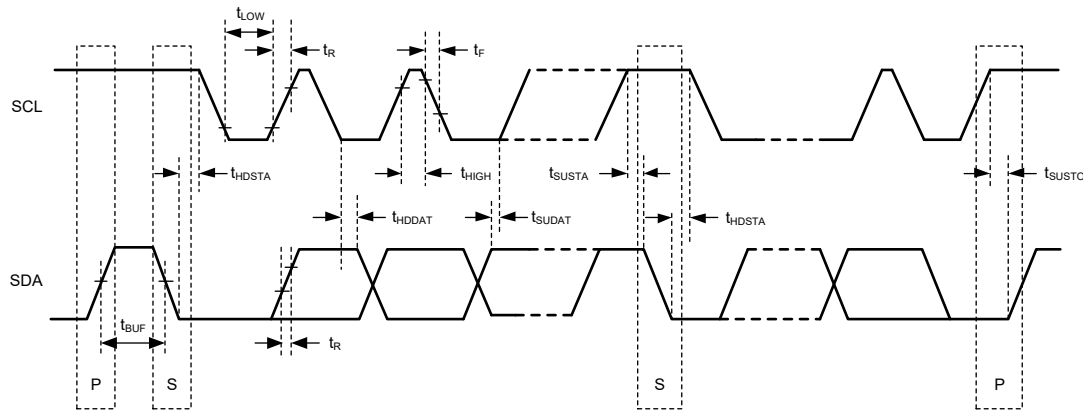 tLOW
tR
tF
SCL
tHDSTA
tHIGH
tSUSTA
tSUSTO
tHDDAT
tSUDAT
tHDSTA
SDA
tBUF
tR
P
S
S
P